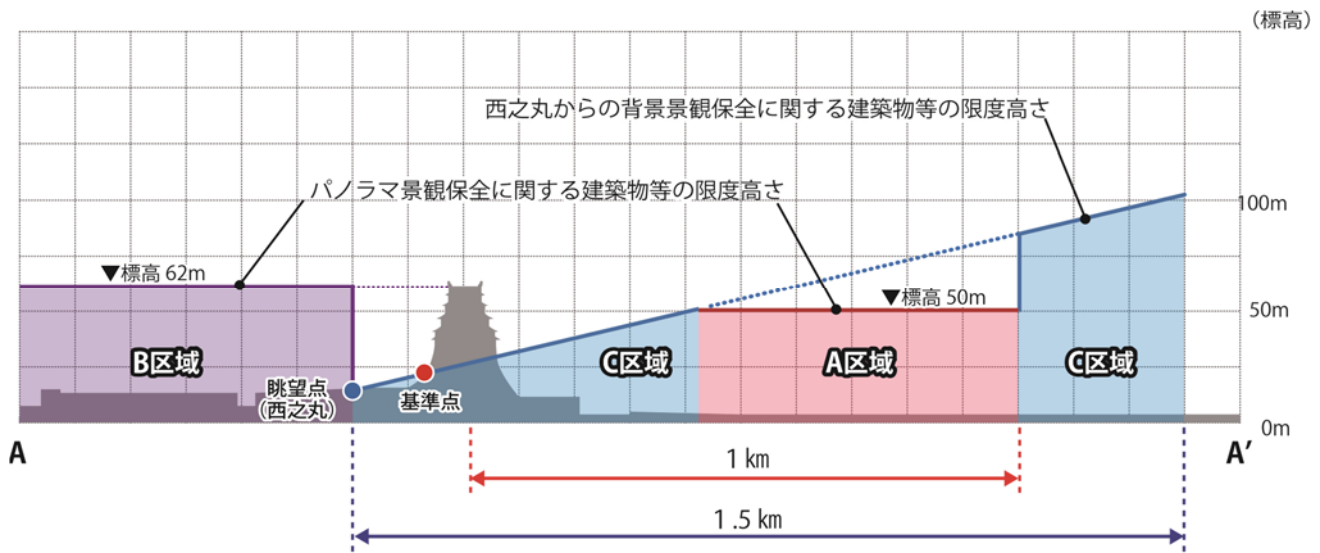 （標高）
西之丸からの背景景観保全に関する建築物等の限度高さ
パノラマ景観保全に関する建築物等の限度高さ
100m
▼標高 62m
▼標高 50m
50m
B区域
C区域
A区域
C区域
眺望点
（西之丸）
基準点
0m
A
A′
1 km
1.5 km